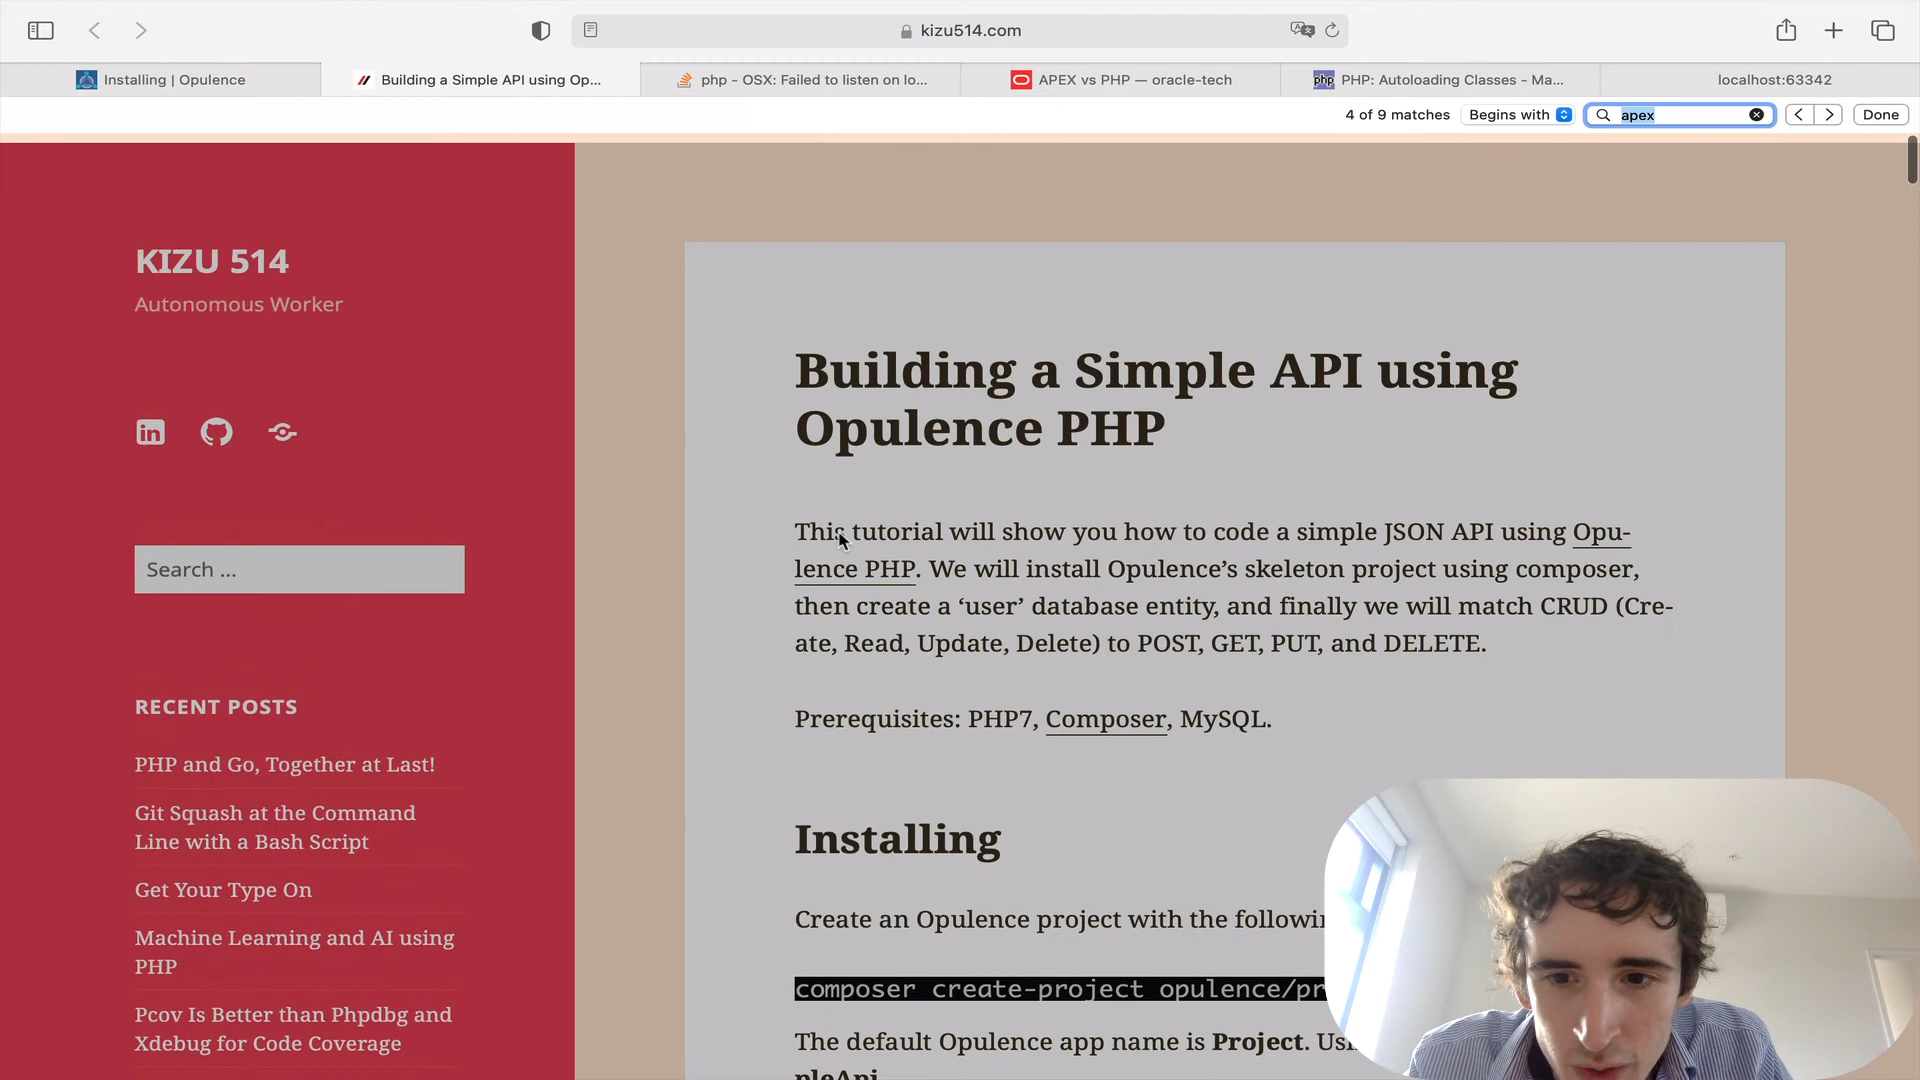 kizu514.com
Installing | Opulence
Building a Simple API using Op...
php - OSX: Failed to listen on lo...
APEX vs PHP — oracle-tech
php
PHP: Autoloading Classes - Ma...
localhost:63342
4 of 9 matches
Begins with
apex
Done
KIZU 514
Autonomous Worker
Search ...
RECENT POSTS
PHP and Go, Together at Last!
Git Squash at the Command
Line with a Bash Script
Get Your Type On
Machine Learning and AI using
PHP
Pcov Is Better than Phpdbg and
Xdebug for Code Coverage
Building a Simple API using
Opulence PHP
This tutorial will show you how to code a simple JSON API using Opu-
lence PHP. We will install Opulence’s skeleton project using composer,
then create a ‘user’ database entity, and finally we will match CRUD (Cre-
ate, Read, Update, Delete) to POST, GET, PUT, and DELETE.
Prerequisites: PHP7, Composer, MySQL.
Installing
Create an Opulence project with the
composer create-project
The default Opulence app name is Project.